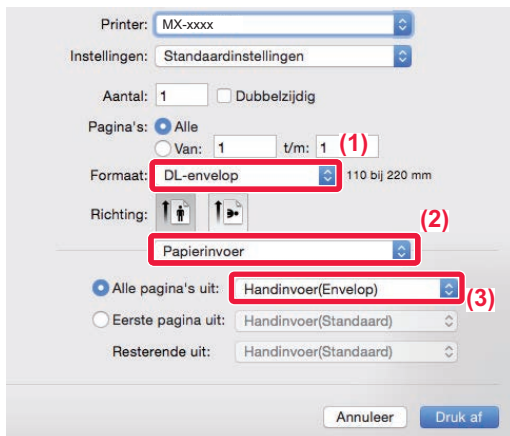 Printer: MX-xxxx
Instellingen: Standaardinstellingen
Aantal: 1 Dubbelzijdig
Pagina's: Alle
Van: 1 t/m: 1 (1)
Formaat: DL-envelop 110 bij 220 mm
Richting:
(2)
Papierinvoer
Alle pagina's uit: Handinvoer(Envelop)
(3)
Eerste pagina uit: Handinvoer(Standaard)
Resterende uit: Handinvoer(Standaard)
Annuleer Druk af